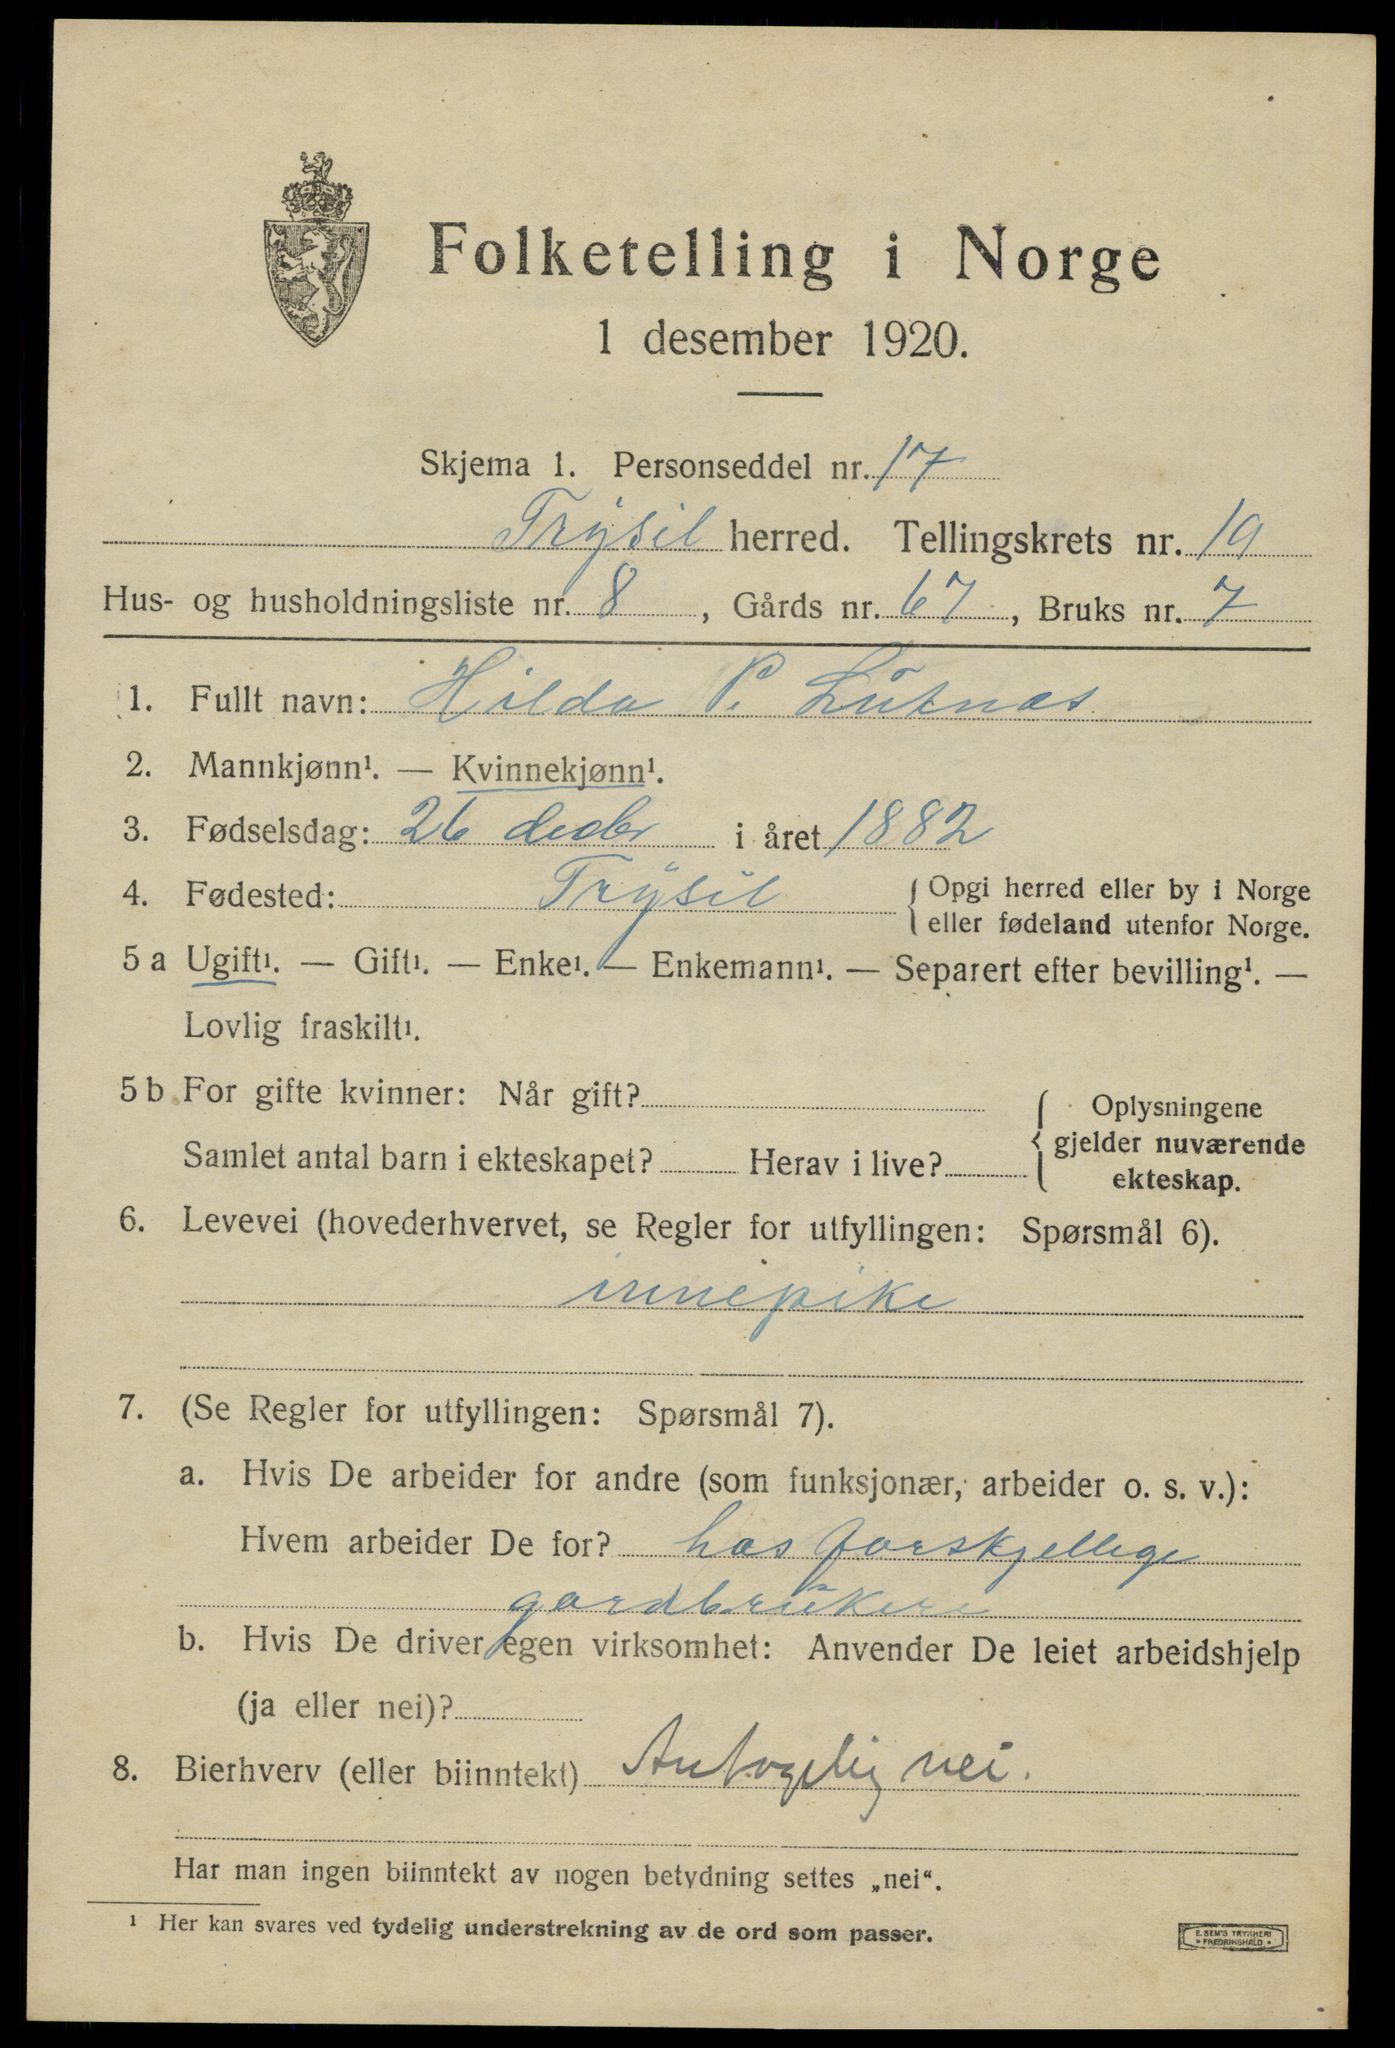 Folketelling i Norge
1 desember 1920.
Skjema 1. Personseddel nr. 17
Trysil herred. Tellingskrets nr. 19
Hus- og husholdningsliste nr. 8, Gårds nr. 67, Bruks nr. 7
1. Fullt navn: Hilda P. Lutnæs
2. Mannkjønn¹. — Kvinnekjønn¹.
3. Fødselsdag: 26 decbr i året 1882
4. Fødested: Trysil { Opgi herred eller by i Norge
eller fødeland utenfor Norge.
5 a Ugift¹. — Gift¹. — Enke¹. — Enkemann¹. — Separert efter bevilling¹. —
Lovlig fraskilt¹.
5 b For gifte kvinner: Når gift? { Oplysningene
gjelder nuværende
ekteskap.
Samlet antal barn i ekteskapet? Herav i live?
6. Levevei (hovederhvervet, se Regler for utfyllingen: Spørsmål 6).
innepike
7. (Se Regler for utfyllingen: Spørsmål 7).
a. Hvis De arbeider for andre (som funksjonær, arbeider o. s. v.):
Hvem arbeider De for? hos forskjellige
gardbrukere
b. Hvis De driver egen virksomhet: Anvender De leiet arbeidshjelp
(ja eller nei)?
8. Bierhverv (eller biinntekt) Antagelig nei.
Har man ingen biinntekt av nogen betydning settes „nei“.
¹ Her kan svares ved tydelig understrekning av de ord som passer.
E. SEM'S TRYKKERI
* FREDRIKSHALD *